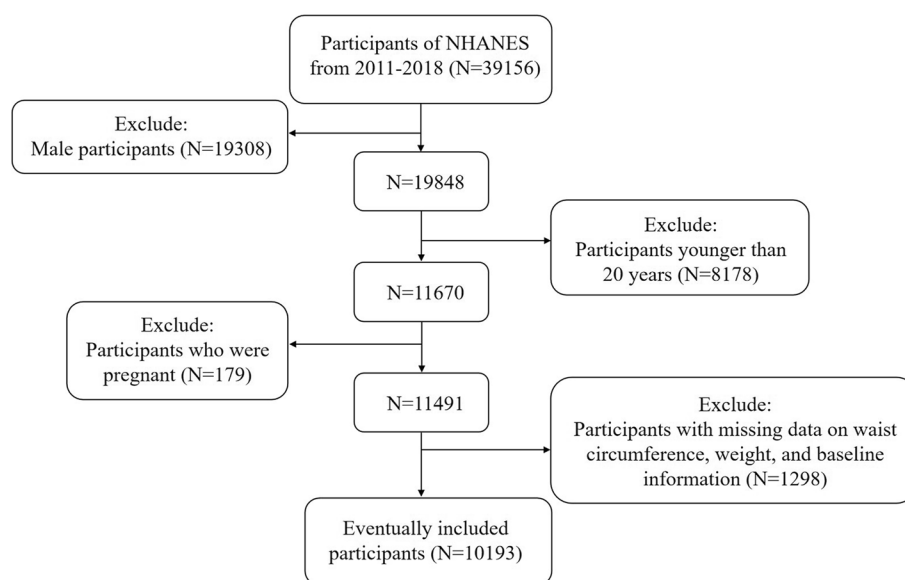 Participants of NHANES
from 2011-2018 (N=39156)
Exclude:
Male participants (N=19308)
N=19848
Exclude:
Participants younger than
20 years (N=8178)
N=11670
Exclude:
Participants who were
pregnant (N=179)
N=11491
Exclude:
Participants with missing data on waist
circumference, weight, and baseline
information (N=1298)
Eventually included
participants (N=10193)